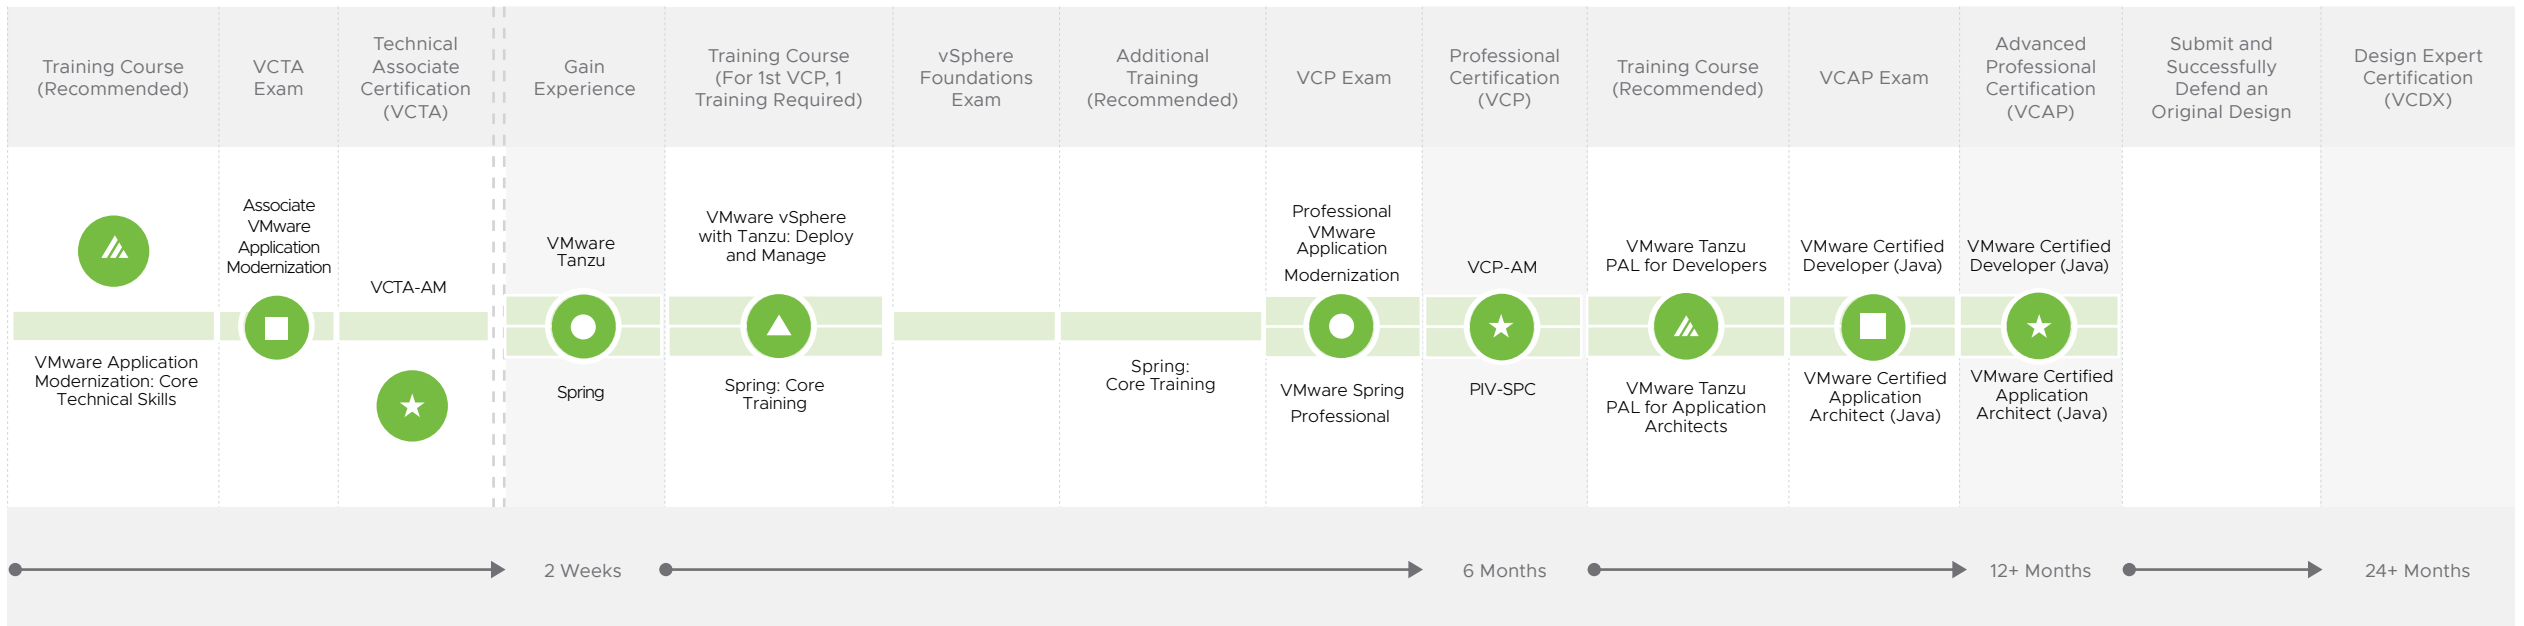 Training Course
(Recommended)
VCTA
Exam
Technical
Associate
Certification
(VCTA)
Gain
Experience
Training Course
(For 1st VCP, 1
Training Required)
vSphere
Foundations
Exam
Additional
Training
(Recommended)
VCP Exam
Professional
Certification
(VCP)
Training Course
(Recommended)
VCAP Exam
Advanced
Professional
Certification
(VCAP)
Submit and
Successfully
Defend an
Original Design
Design Expert
Certification
(VCDX)
VMware Application
Modernization: Core
Technical Skills
Associate
VMware
Application
Modernization
VCTA-AM
VMware
Tanzu
Spring
VMware vSphere
with Tanzu: Deploy
and Manage
Spring: Core
Training
Spring:
Core Training
Professional
VMware
Application
Modernization
VMware Spring
Professional
VCP-AM
PIV-SPC
VMware Tanzu
PAL for Developers
VMware Tanzu
PAL for Application
Architects
VMware Certified
Developer (Java)
VMware Certified
Application
Architect (Java)
VMware Certified
Developer (Java)
VMware Certified
Application
Architect (Java)
2 Weeks
6 Months
12+ Months
24+ Months